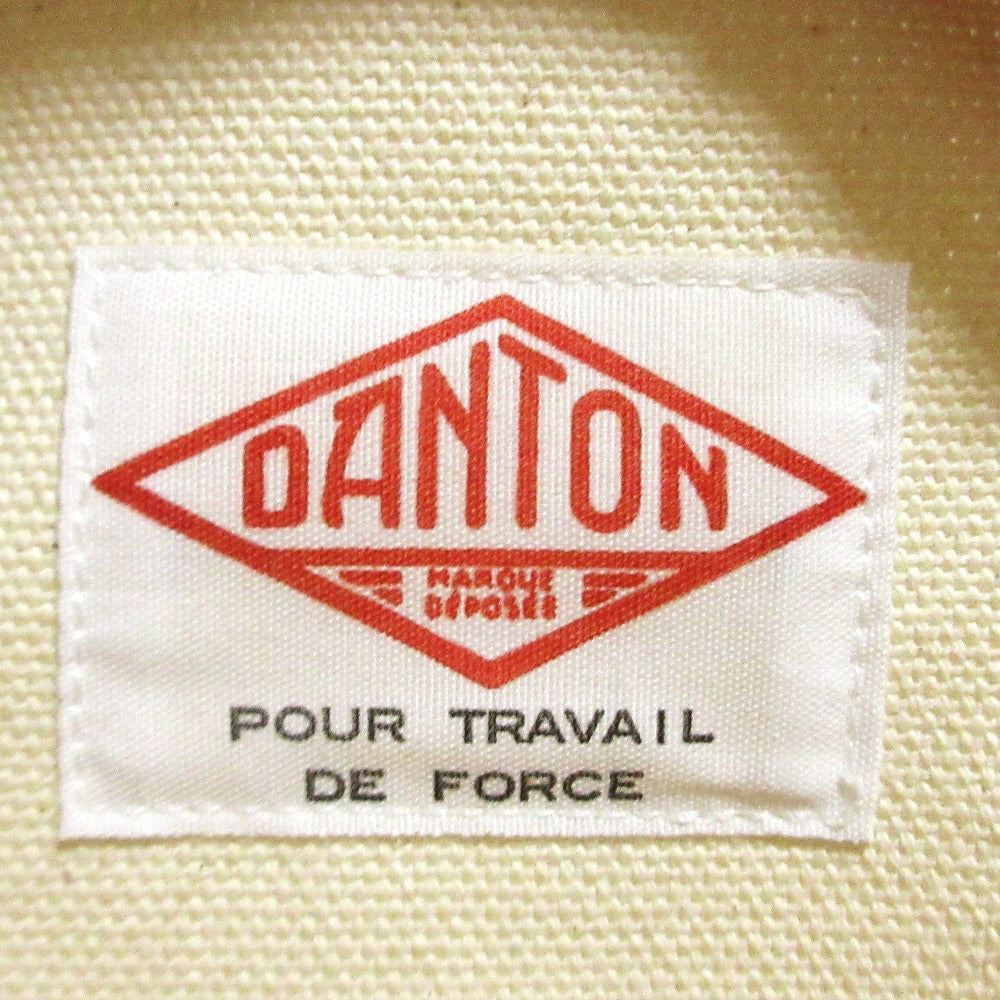 DANTON
MARQUE
DÉPOSÉE
POUR TRAVAIL
DE FORCE